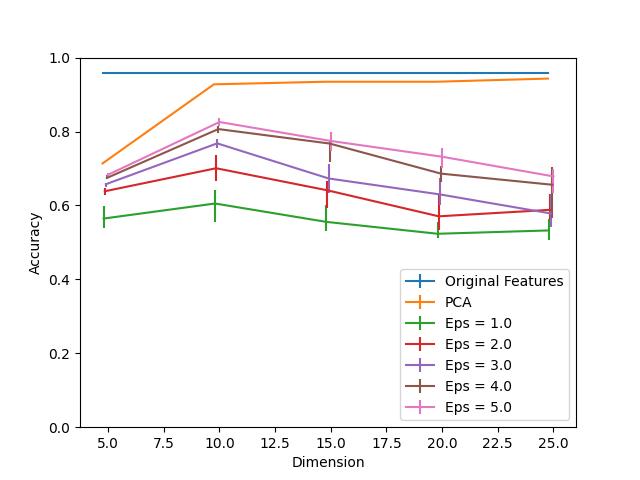 1.0
0.8
0.6
0.4
0.2
0.0
Accuracy
5.0 7.5 10.0 12.5 15.0 17.5 20.0 22.5 25.0
Dimension
Original Features
PCA
Eps = 1.0
Eps = 2.0
Eps = 3.0
Eps = 4.0
Eps = 5.0